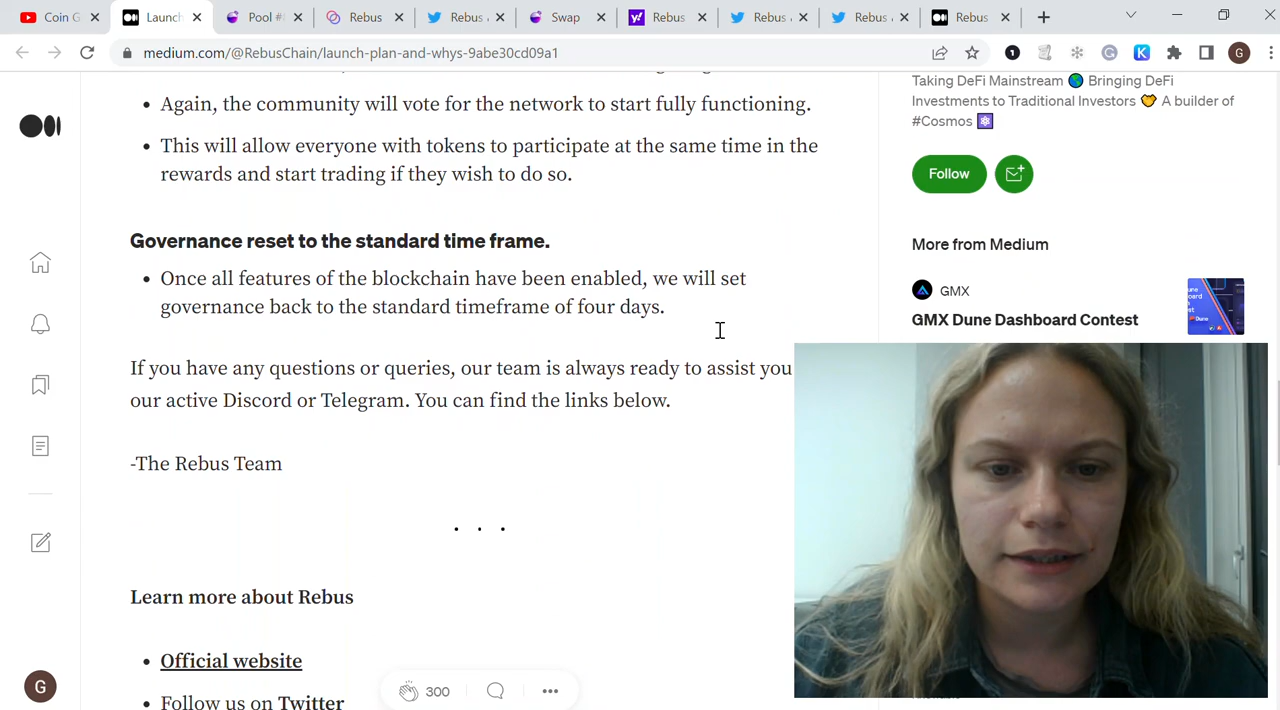 Coin G
Launch
Pool #
Rebus
Rebus
Swap
Rebus
Rebus
Rebus
Rebus
medium.com/@RebusChain/launch-plan-and-whys-9abe30cd09a1
G
Again, the community will vote for the network to start fully functioning.
This will allow everyone with tokens to participate at the same time in the
rewards and start trading if they wish to do so.
Governance reset to the standard time frame.
Once all features of the blockchain have been enabled, we will set
governance back to the standard timeframe of four days.
If you have any questions or queries, our team is always ready to assist you
our active Discord or Telegram. You can find the links below.
-The Rebus Team
. . .
Learn more about Rebus
Official website
Follow us on Twitter
300
G
Taking DeFi Mainstream 🌎 Bringing DeFi
Investments to Traditional Investors 🤝 A builder of
#Cosmos ⚛
Follow
More from Medium
GMX
GMX Dune Dashboard Contest